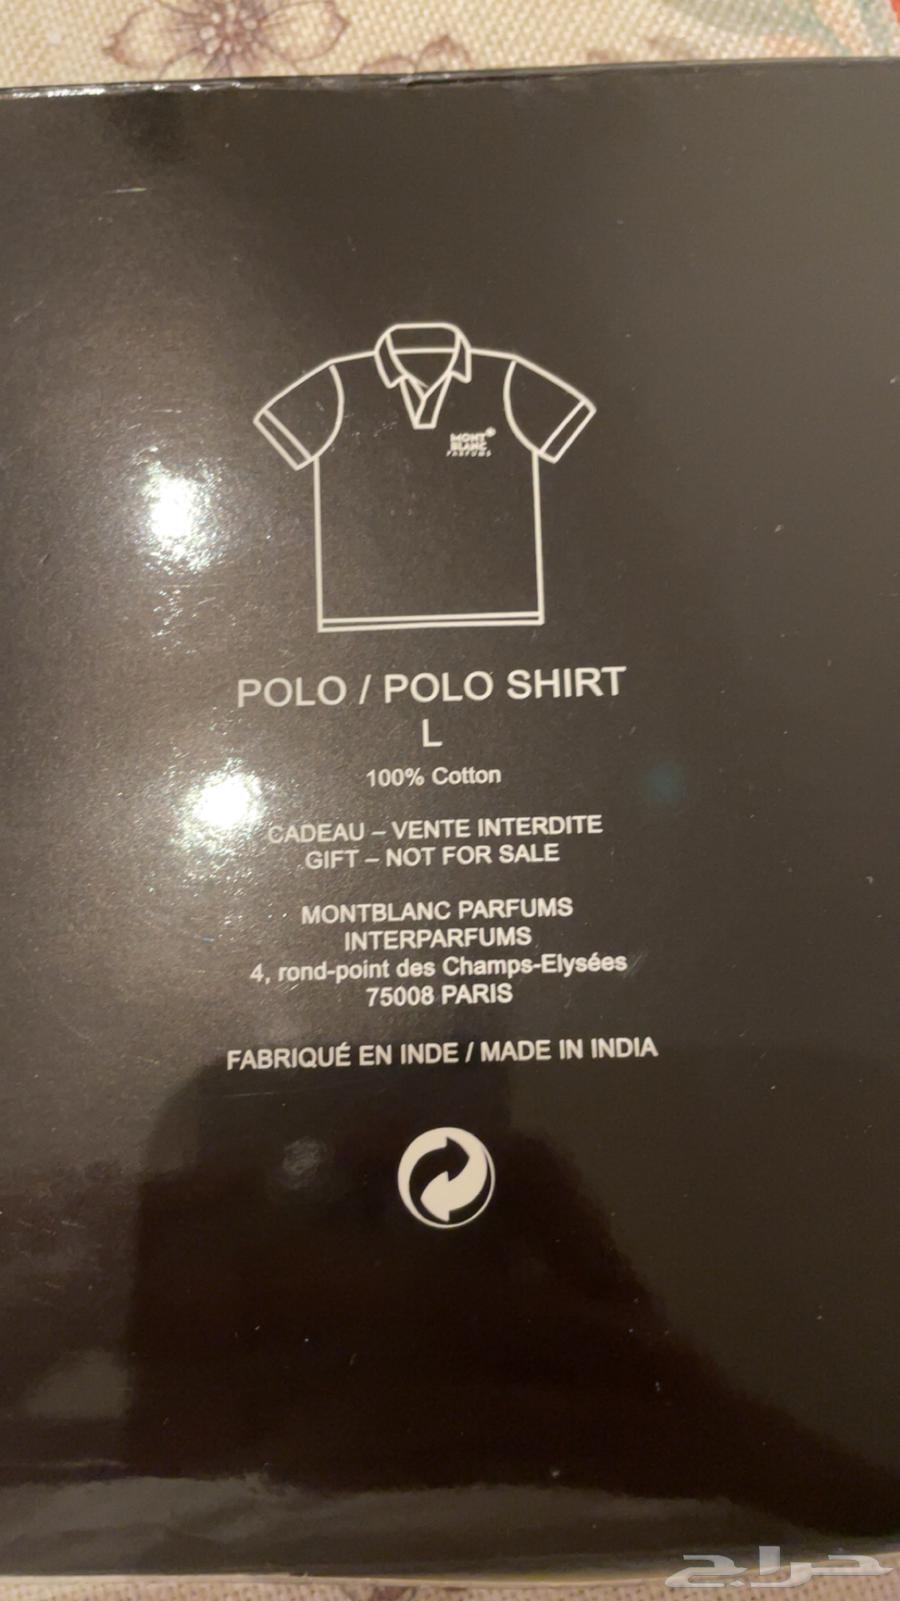 MONT
BLANC
PARFUMS
POLO / POLO SHIRT
L
100% Cotton
CADEAU – VENTE INTERDITE
GIFT – NOT FOR SALE
MONTBLANC PARFUMS
INTERPARFUMS
4, rond-point des Champs-Elysées
75008 PARIS
FABRIQUÉ EN INDE / MADE IN INDIA
حراج